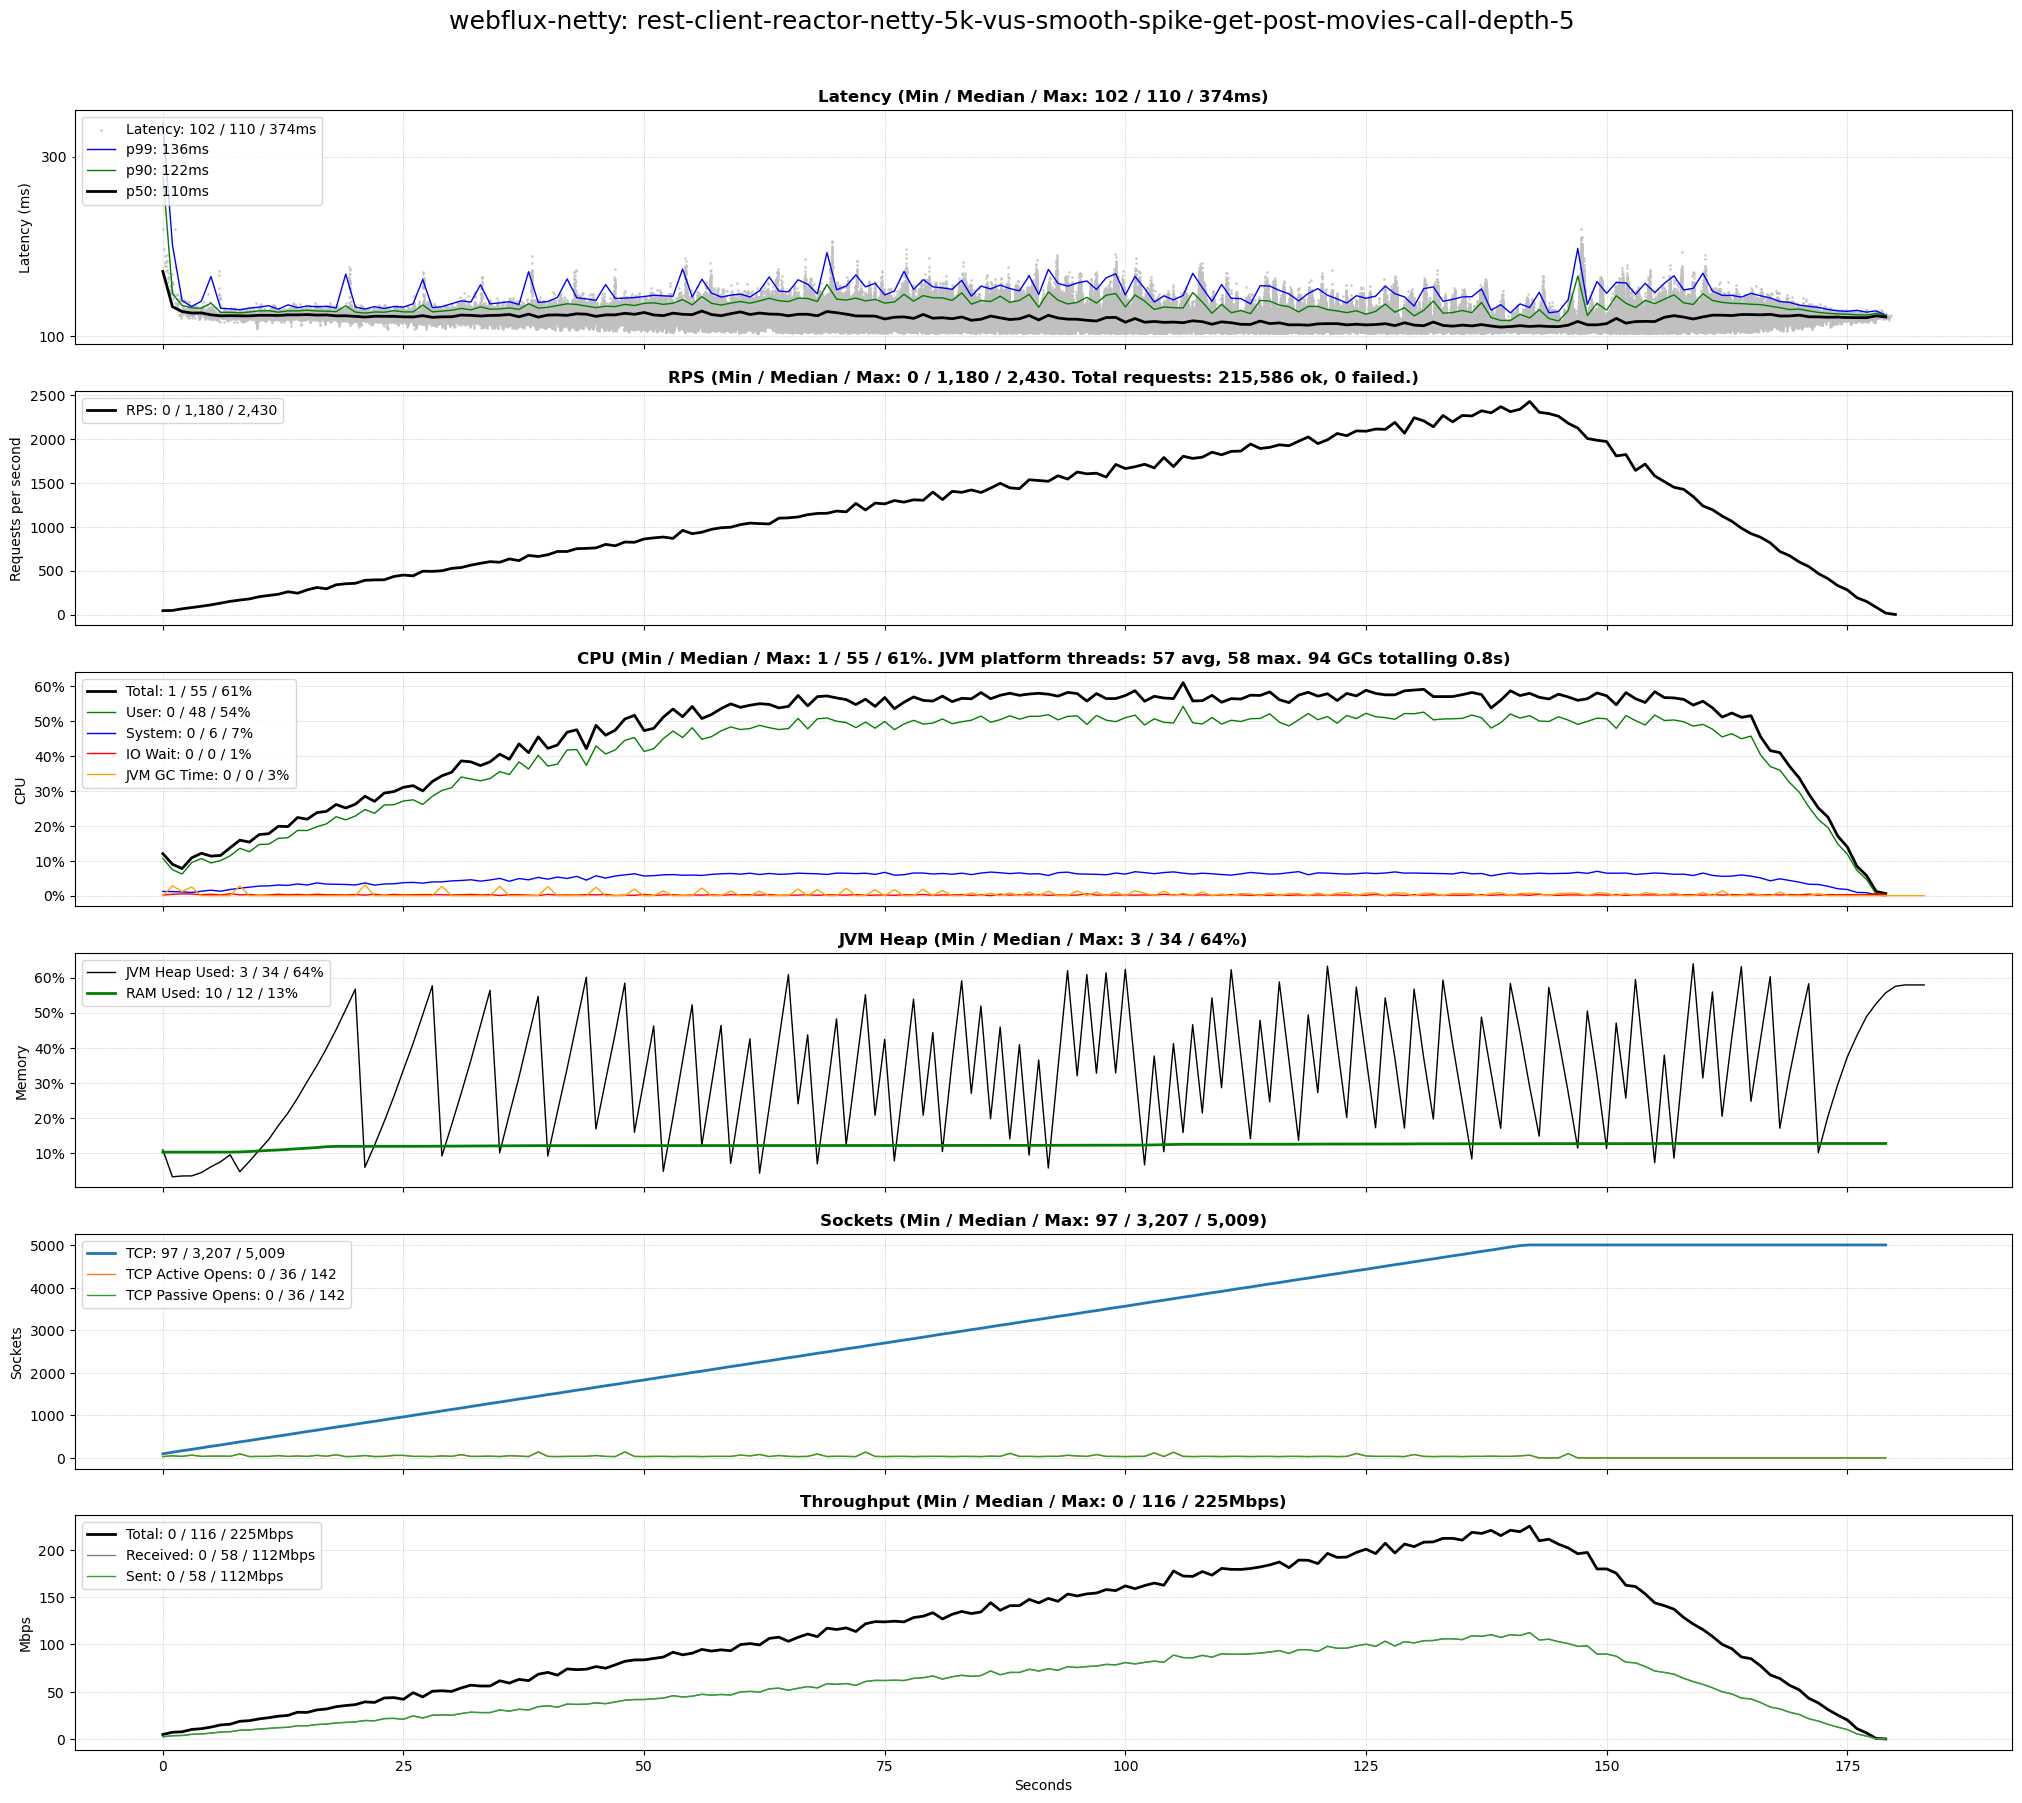 webflux-netty: rest-client-reactor-netty-5k-vus-smooth-spike-get-post-movies-call-depth-5
Latency (Min / Median / Max: 102 / 110 / 374ms)
Latency: 102 / 110 / 374ms
p99: 136ms
p90: 122ms
p50: 110ms
300
100
Latency (ms)
RPS (Min / Median / Max: 0 / 1,180 / 2,430. Total requests: 215,586 ok, 0 failed.)
RPS: 0 / 1,180 / 2,430
2500
2000
1500
1000
500
0
Requests per second
CPU (Min / Median / Max: 1 / 55 / 61%. JVM platform threads: 57 avg, 58 max. 94 GCs totalling 0.8s)
Total: 1 / 55 / 61%
User: 0 / 48 / 54%
System: 0 / 6 / 7%
IO Wait: 0 / 0 / 1%
JVM GC Time: 0 / 0 / 3%
60%
50%
40%
30%
20%
10%
0%
CPU
JVM Heap (Min / Median / Max: 3 / 34 / 64%)
JVM Heap Used: 3 / 34 / 64%
RAM Used: 10 / 12 / 13%
60%
50%
40%
30%
20%
10%
Memory
Sockets (Min / Median / Max: 97 / 3,207 / 5,009)
TCP: 97 / 3,207 / 5,009
TCP Active Opens: 0 / 36 / 142
TCP Passive Opens: 0 / 36 / 142
5000
4000
3000
2000
1000
0
Sockets
Throughput (Min / Median / Max: 0 / 116 / 225Mbps)
Total: 0 / 116 / 225Mbps
Received: 0 / 58 / 112Mbps
Sent: 0 / 58 / 112Mbps
200
150
100
50
0
Mbps
0 25 50 75 100 125 150 175
Seconds